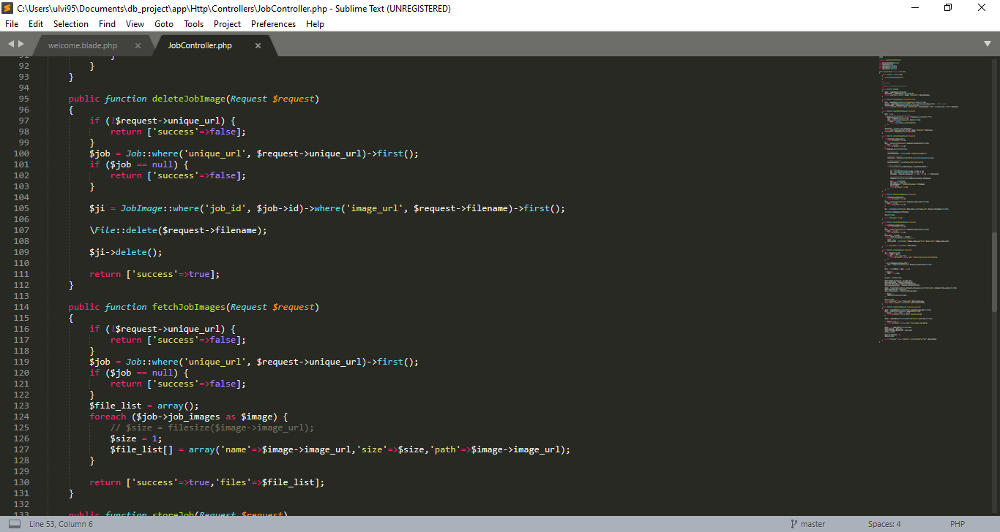 C:\Users\ulvi95\Documents\db_project\app\Http\Controllers\JobController.php - Sublime Text (UNREGISTERED)
File Edit Selection Find View Goto Tools Project Preferences Help
welcome.blade.php × JobController.php ×
91 }
92 }
93 }
94
95 public function deleteJobImage(Request $request)
96 {
97 if (!$request->unique_url) {
98 return ['success'=>false];
99 }
100 $job = Job::where('unique_url', $request->unique_url)->first();
101 if ($job == null) {
102 return ['success'=>false];
103 }
104
105 $ji = JobImage::where('job_id', $job->id)->where('image_url', $request->filename)->first();
106
107 \File::delete($request->filename);
108
109 $ji->delete();
110
111 return ['success'=>true];
112 }
113
114 public function fetchJobImages(Request $request)
115 {
116 if (!$request->unique_url) {
117 return ['success'=>false];
118 }
119 $job = Job::where('unique_url', $request->unique_url)->first();
120 if ($job == null) {
121 return ['success'=>false];
122 }
123 $file_list = array();
124 foreach ($job->job_images as $image) {
125 // $size = filesize($image->image_url);
126 $size = 1;
127 $file_list[] = array('name'=>$image->image_url,'size'=>$size,'path'=>$image->image_url);
128 }
129
130 return ['success'=>true,'files'=>$file_list];
131 }
132
133 public function storeJob(Request $request)
Line 53, Column 6 master Spaces: 4 PHP